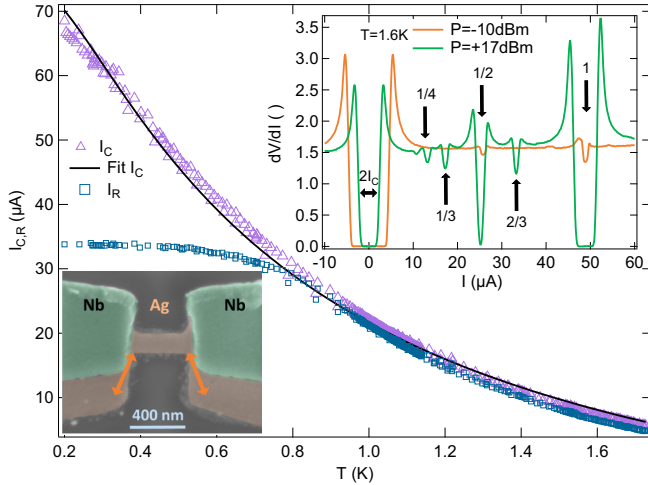 70
60
50
40
30
20
10
0
I_C,R (µA)
0.2
0.4
0.6
0.8
1.0
1.2
1.4
1.6
T (K)
I_C
Fit I_C
I_R
Nb
Ag
Nb
400 nm
T=1.6K
P=-10dBm
P=+17dBm
3.5
3.0
2.5
2.0
1.5
1.0
0.5
0.0
dV/dI ( )
1/4
1/2
1
2I_C
1/3
2/3
-10
0
10
20
30
40
50
60
I (µA)